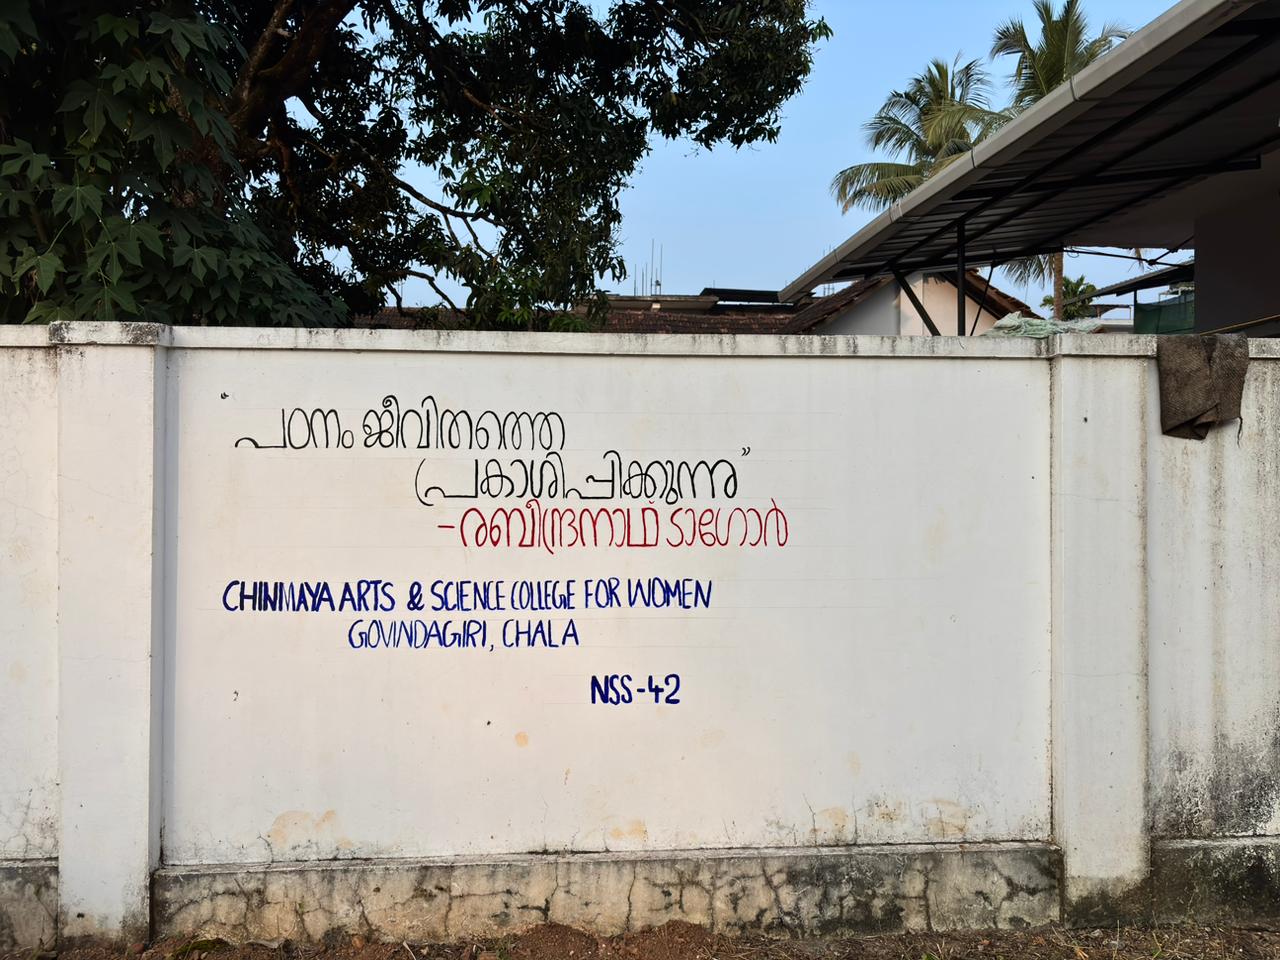 “പഠനം ജീവിതത്തെ
പ്രകാശിപ്പിക്കുന്നു”
-രബീന്ദ്രനാഥ് ടാഗോർ
CHINMAYA ARTS & SCIENCE COLLEGE FOR WOMEN
GOVINDAGIRI, CHALA
NSS-42